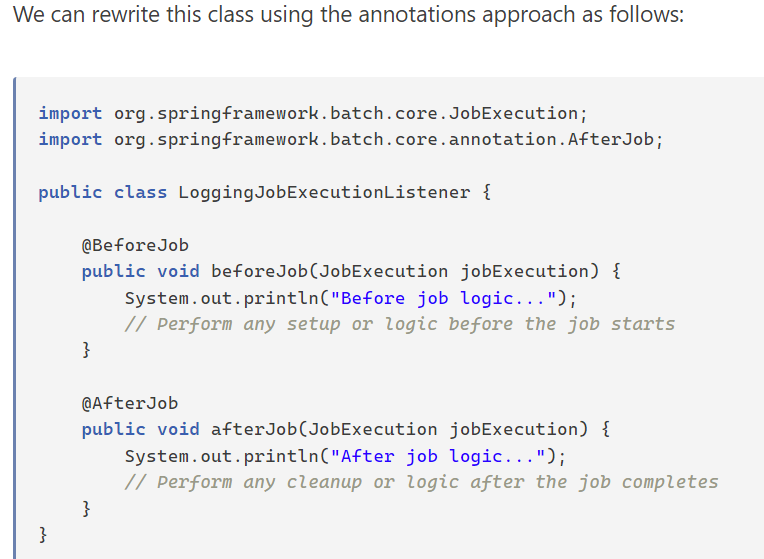 We can rewrite this class using the annotations approach as follows:
import org.springframework.batch.core.JobExecution;
import org.springframework.batch.core.annotation.AfterJob;
public class LoggingJobExecutionListener {
@BeforeJob
public void beforeJob(JobExecution jobExecution) {
System.out.println("Before job logic...");
// Perform any setup or logic before the job starts
}
@AfterJob
public void afterJob(JobExecution jobExecution) {
System.out.println("After job logic...");
// Perform any cleanup or logic after the job completes
}
}